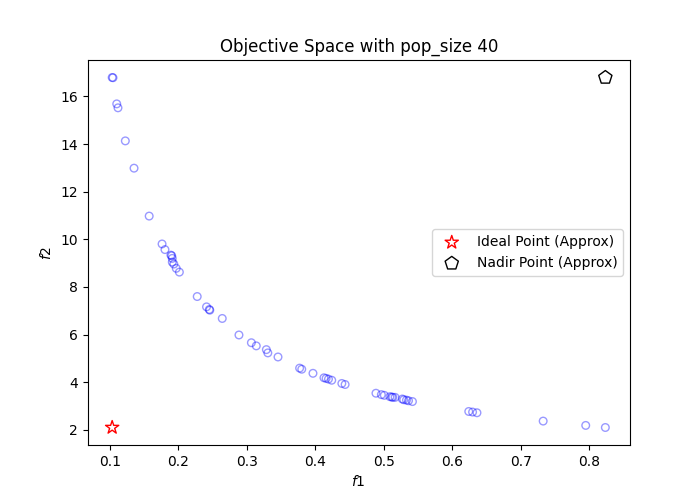 Objective Space with pop_size 40
16
14
12
10
8
6
4
2
f2
Ideal Point (Approx)
Nadir Point (Approx)
0.1 0.2 0.3 0.4 0.5 0.6 0.7 0.8
f1